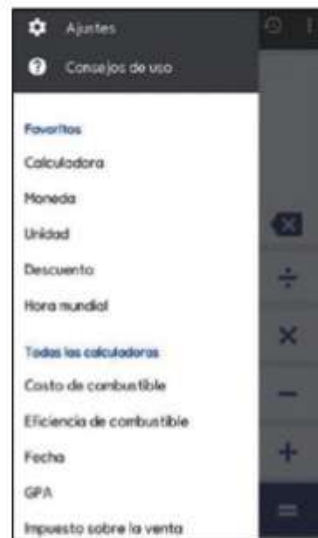 Ajustes
Consejos de uso
Favoritos
Calculadora
Moneda
Unidad
Descuento
Hora mundial
Todas las calculadoras
Costo de combustible
Eficiencia de combustible
Fecha
GPA
Impuesto sobre la venta
÷
×
−
+
=